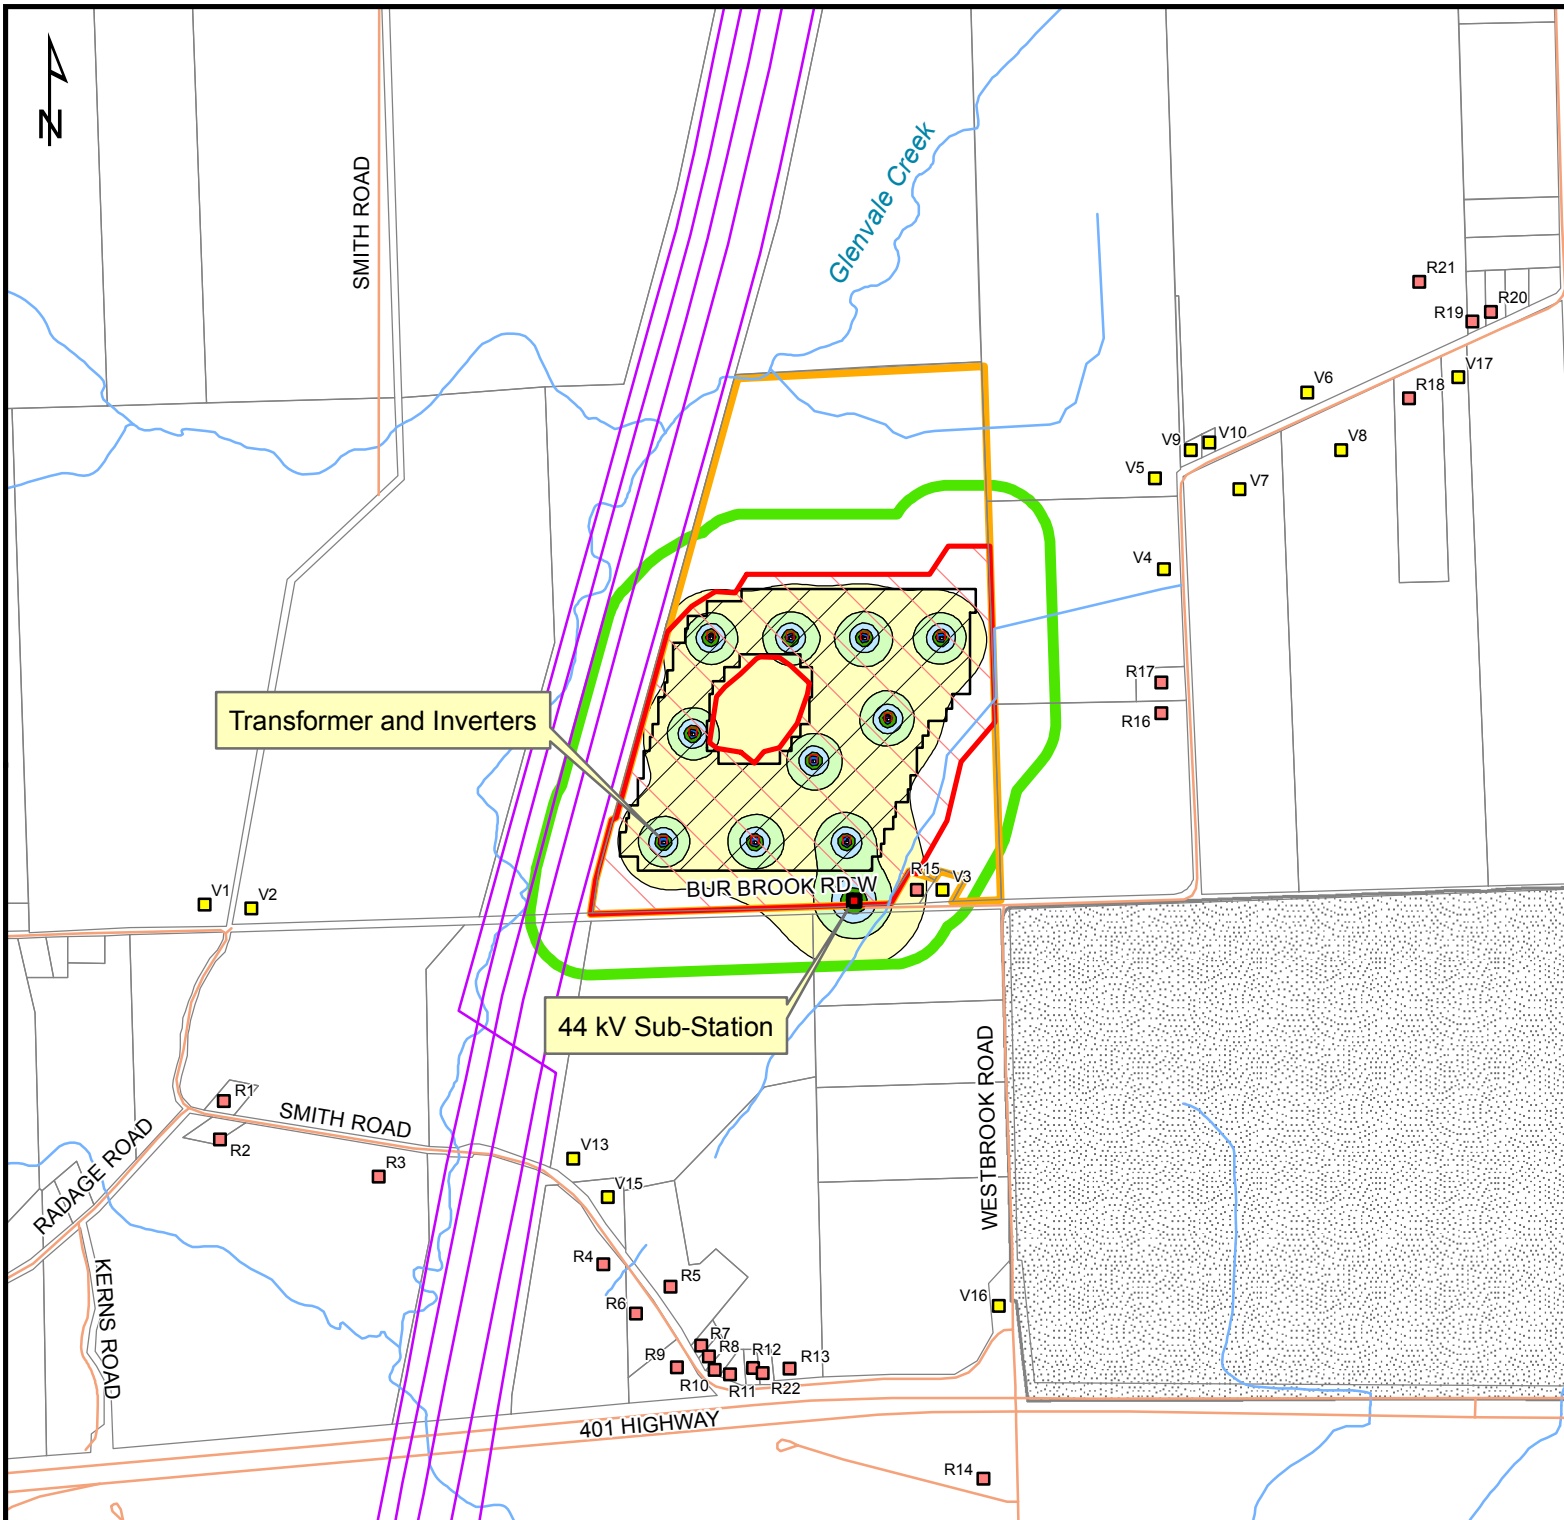 N
SMITH ROAD
Glenvale Creek
R21
R20
R19
V17
V6
R18
V9
V10
V8
V5
V7
V4
R17
R16
Transformer and Inverters
BUR BROOK RD W
R15
V3
V1
V2
44 kV Sub-Station
WESTBROOK ROAD
R1
SMITH ROAD
R2
RADAGE ROAD
R3
V13
V15
KERNS ROAD
R4
R5
R6
V16
R7
R8
R9
R12
R13
R10
R11
R22
401 HIGHWAY
R14